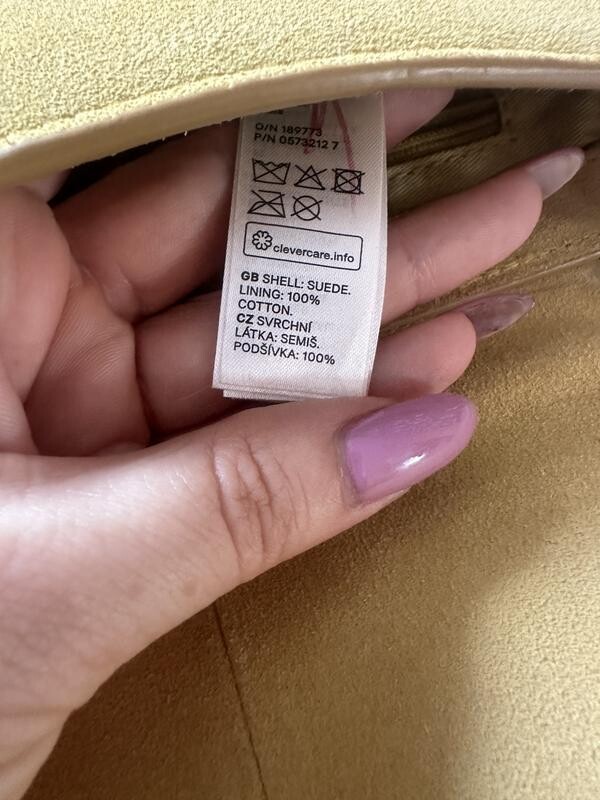 O/N 189773
P/N 0573212 7
clevercare.info
GB SHELL: SUEDE.
LINING: 100%
COTTON.
CZ SVRCHNÍ
LÁTKA: SEMIŠ.
PODŠÍVKA: 100%